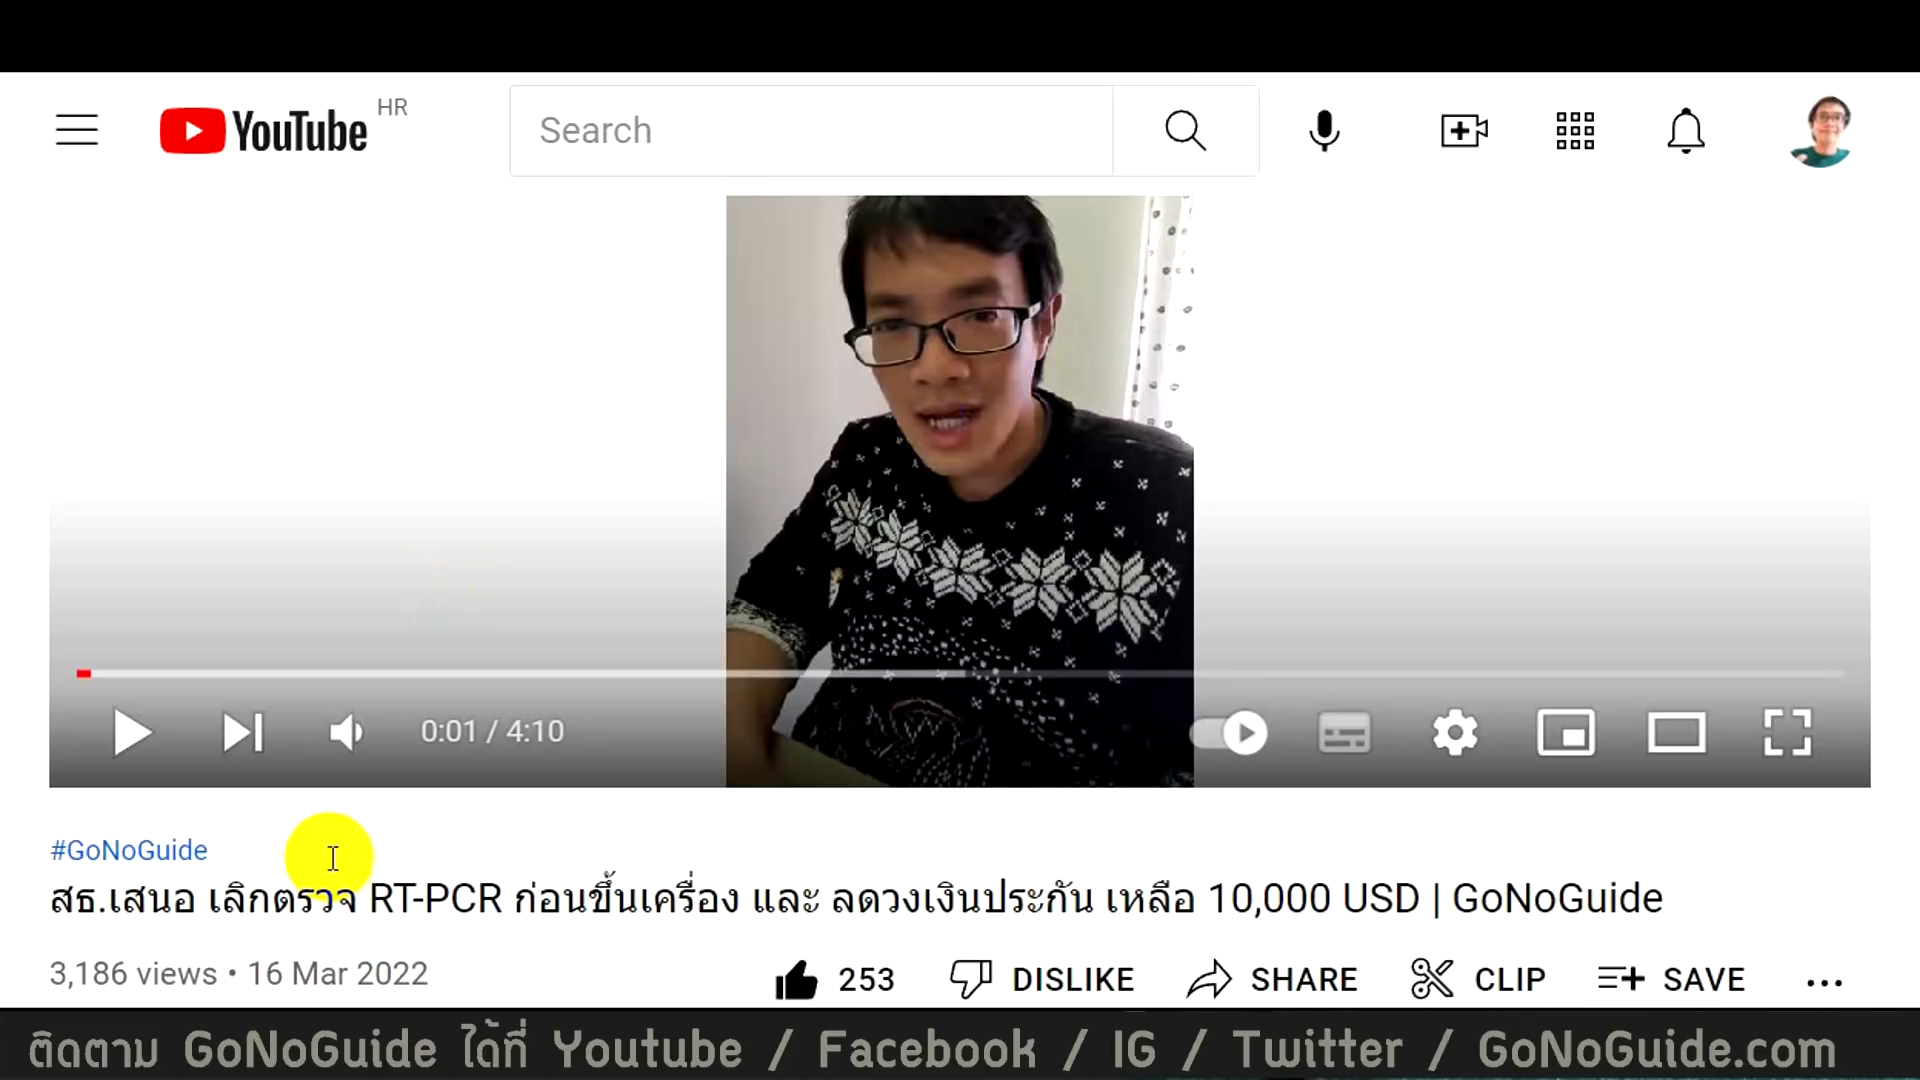 YouTube HR
Search
0:01 / 4:10
#GoNoGuide
สธ.เสนอ เลิกตรวจ RT-PCR ก่อนขึ้นเครื่อง และ ลดวงเงินประกัน เหลือ 10,000 USD | GoNoGuide
3,186 views • 16 Mar 2022
253 DISLIKE SHARE CLIP SAVE
ติดตาม GoNoGuide ได้ที่ Youtube / Facebook / IG / Twitter / GoNoGuide.com